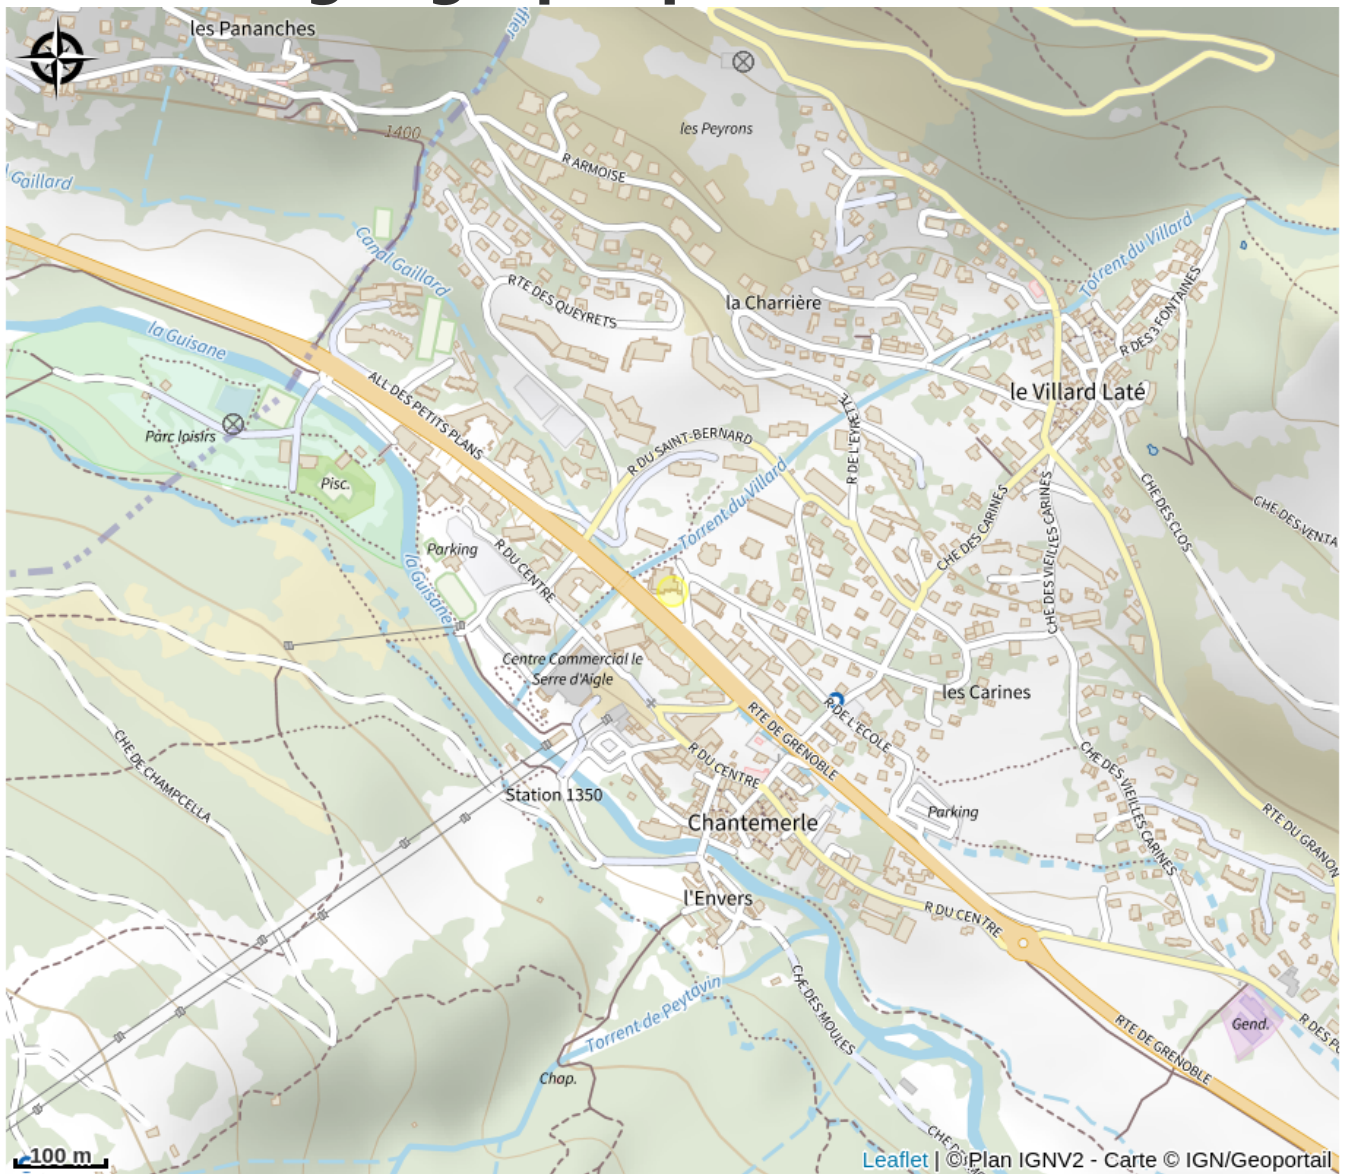 les Pananches
les Peyrons
1400
R ARMOISE
Gaillard
Canal Gaillard
Torrent du Villard
la Charrière
RTE DES QUEYRETS
R DES 3 FONTAINES
la Guisane
ALL DES PETITS PLANS
le Villard Laté
R DE L'EYRETTE
Parc loisirs
R DU SAINT-BERNARD
Pisc.
Torrent du Villard
CHE DES CARINES
CHE DES VIEILLES CARINES
CHE DES CLOS
CHE DES VENTA
Parking
R DU CENTRE
la Guisane
Centre Commercial le
Serre d'Aigle
les Carines
R DE L'ECOLE
RTE DE GRENOBLE
R DU CENTRE
CHE DE CHAMPCELLA
CHE DES VIEILLES CARINES
Station 1350
Chantemerle
Parking
RTE DU GRANON
l'Envers
R DU CENTRE
CHE DES MOULES
Torrent de Peytavin
Gend.
RTE DE GRENOBLE
R DES
Chap.
100 m
Leaflet | © Plan IGNV2 - Carte © IGN/Geoportail